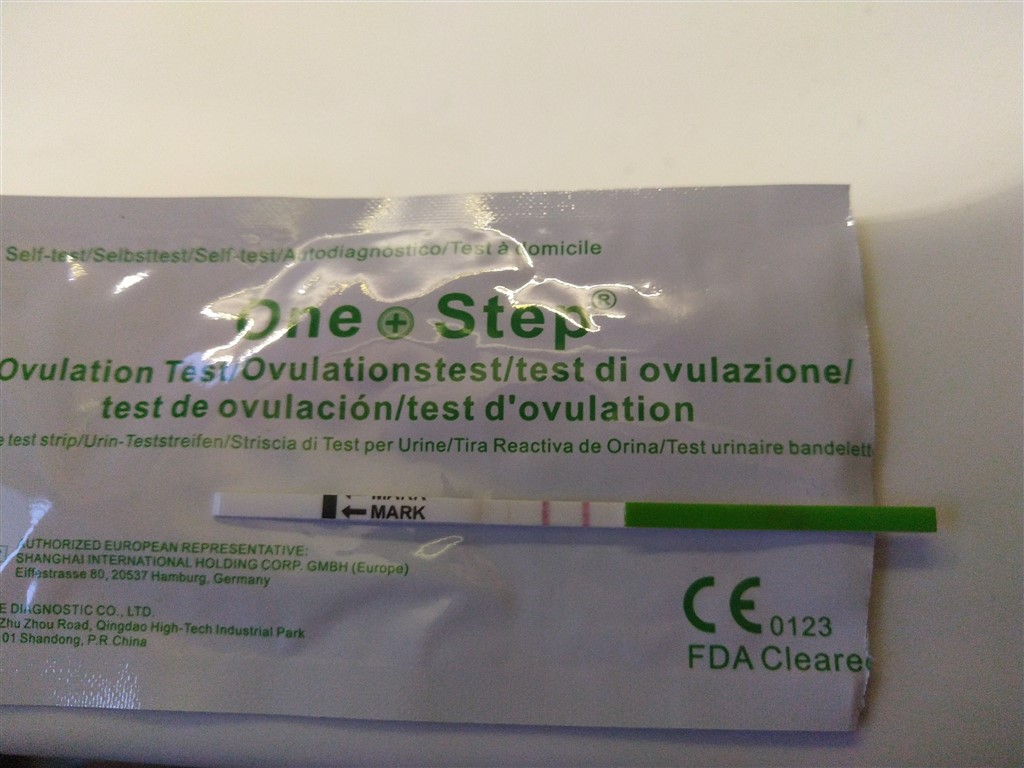 Self-test/Selbsttest/Self-test/Autodiagnostico/Test à domicile
One + Step®
Ovulation Test/Ovulationstest/test di ovulazione/
test de ovulación/test d'ovulation
e test strip/Urin-Teststreifen/Striscia di Test per Urine/Tira Reactiva de Orina/Test urinaire bandelett
MARK
MARK
AUTHORIZED EUROPEAN REPRESENTATIVE:
SHANGHAI INTERNATIONAL HOLDING CORP. GMBH (Europe)
Eiffestrasse 80, 20537 Hamburg, Germany
E DIAGNOSTIC CO., LTD.
Zhu Zhou Road, Qingdao High-Tech Industrial Park
01 Shandong, P.R.China
CE 0123
FDA Cleare